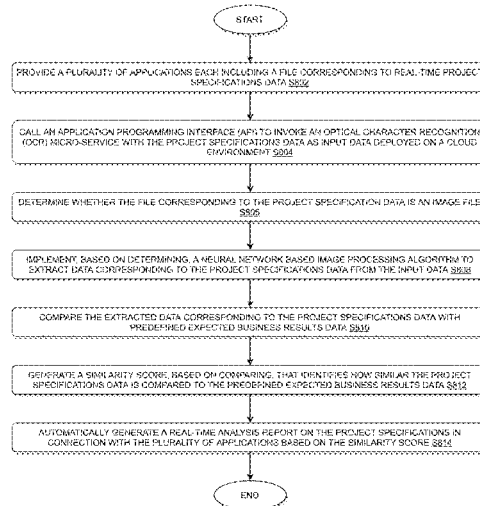 START
PROVIDE A PLURALITY OF APPLICATIONS EACH INCLUDING A FILE CORRESPONDING TO REAL-TIME PROJECT
SPECIFICATIONS DATA S802
CALL AN APPLICATION PROGRAMMING INTERFACE (API) TO INVOKE AN OPTICAL CHARACTER RECOGNITION
(OCR) MICRO-SERVICE WITH THE PROJECT SPECIFICATIONS DATA AS INPUT DATA DEPLOYED ON A CLOUD
ENVIRONMENT S804
DETERMINE WHETHER THE FILE CORRESPONDING TO THE PROJECT SPECIFICATION DATA IS AN IMAGE FILE
S806
IMPLEMENT, BASED ON DETERMINING, A NEURAL NETWORK BASED IMAGE PROCESSING ALGORITHM TO
EXTRACT DATA CORRESPONDING TO THE PROJECT SPECIFICATIONS DATA FROM THE INPUT DATA S808
COMPARE THE EXTRACTED DATA CORRESPONDING TO THE PROJECT SPECIFICATIONS DATA WITH
PREDEFINED EXPECTED BUSINESS RESULTS DATA S810
GENERATE A SIMILARITY SCORE, BASED ON COMPARING, THAT IDENTIFIES HOW SIMILAR THE PROJECT
SPECIFICATIONS DATA IS COMPARED TO THE PREDEFINED EXPECTED BUSINESS RESULTS DATA S812
AUTOMATICALLY GENERATE A REAL-TIME ANALYSIS REPORT ON THE PROJECT SPECIFICATIONS IN
CONNECTION WITH THE PLURALITY OF APPLICATIONS BASED ON THE SIMILARITY SCORE S814
END